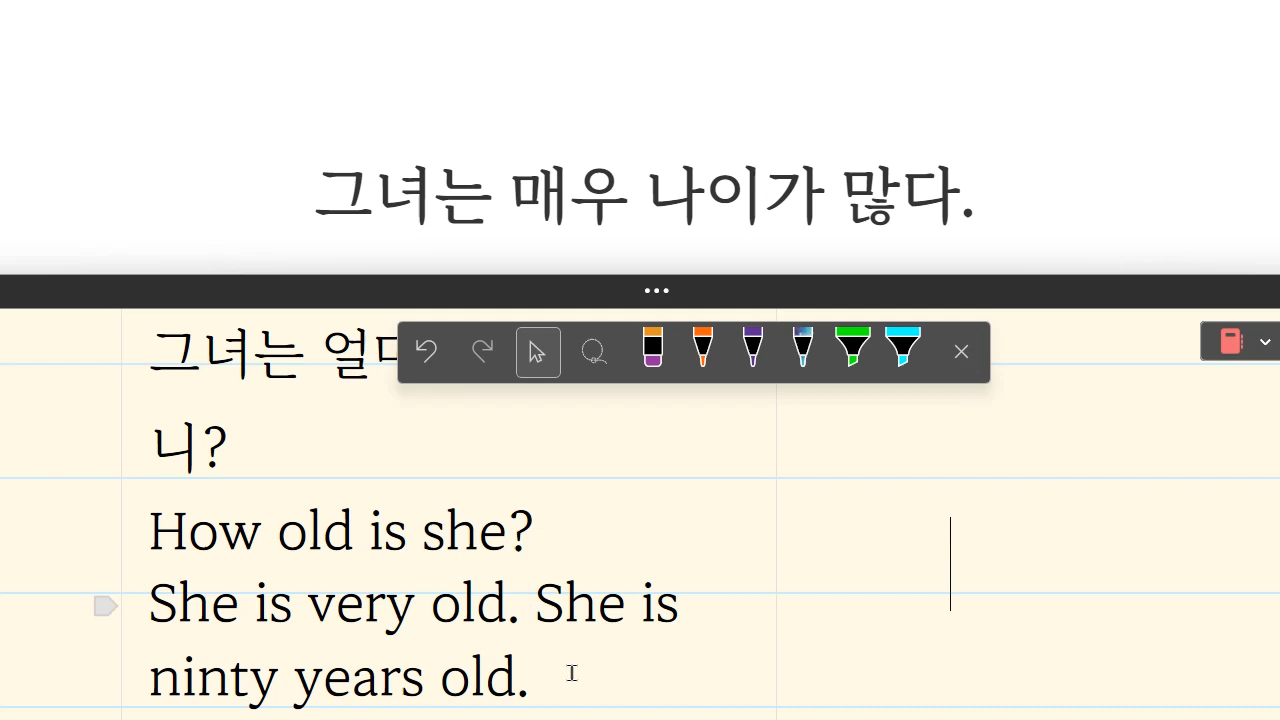 그녀는 매우 나이가 많다.
그녀는
니?
How old is she?
She is very old. She is
ninty years old.